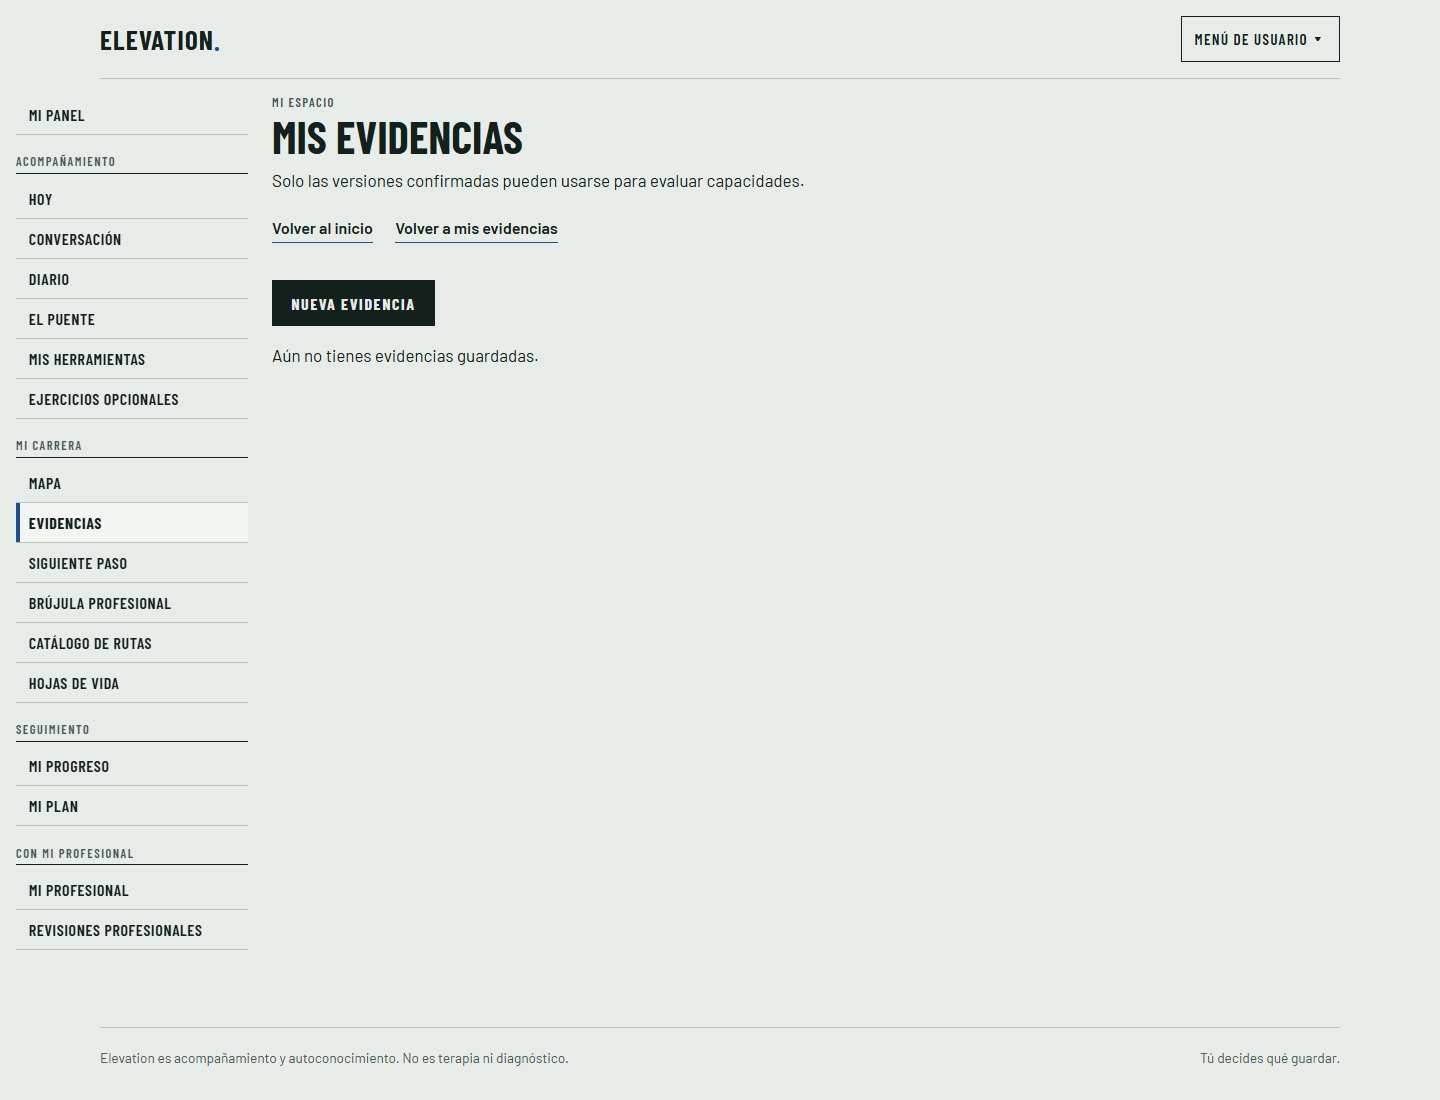 ELEVATION.
MENÚ DE USUARIO
MI PANEL
ACOMPAÑAMIENTO
HOY
CONVERSACIÓN
DIARIO
EL PUENTE
MIS HERRAMIENTAS
EJERCICIOS OPCIONALES
MI CARRERA
MAPA
EVIDENCIAS
SIGUIENTE PASO
BRÚJULA PROFESIONAL
CATÁLOGO DE RUTAS
HOJAS DE VIDA
SEGUIMIENTO
MI PROGRESO
MI PLAN
CON MI PROFESIONAL
MI PROFESIONAL
REVISIONES PROFESIONALES
MI ESPACIO
MIS EVIDENCIAS
Solo las versiones confirmadas pueden usarse para evaluar capacidades.
Volver al inicio
Volver a mis evidencias
NUEVA EVIDENCIA
Aún no tienes evidencias guardadas.
Elevation es acompañamiento y autoconocimiento. No es terapia ni diagnóstico.
Tú decides qué guardar.